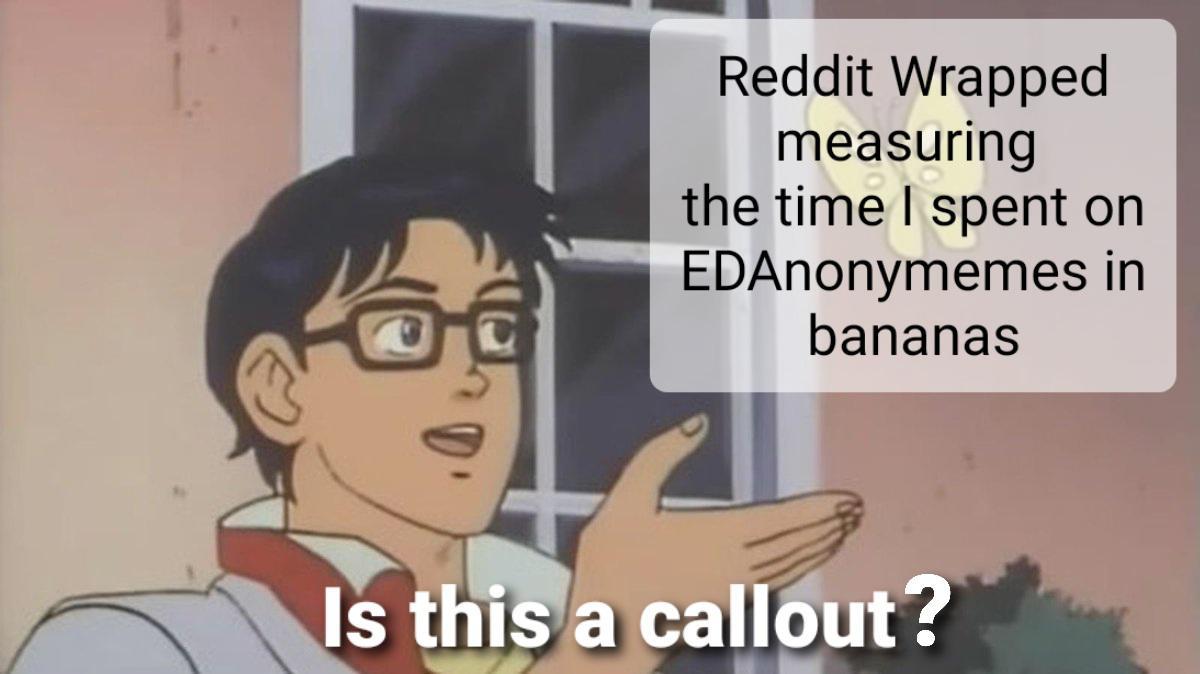 Reddit Wrapped
measuring
the time I spent on
EDAnonymemes in
bananas
Is this a callout?